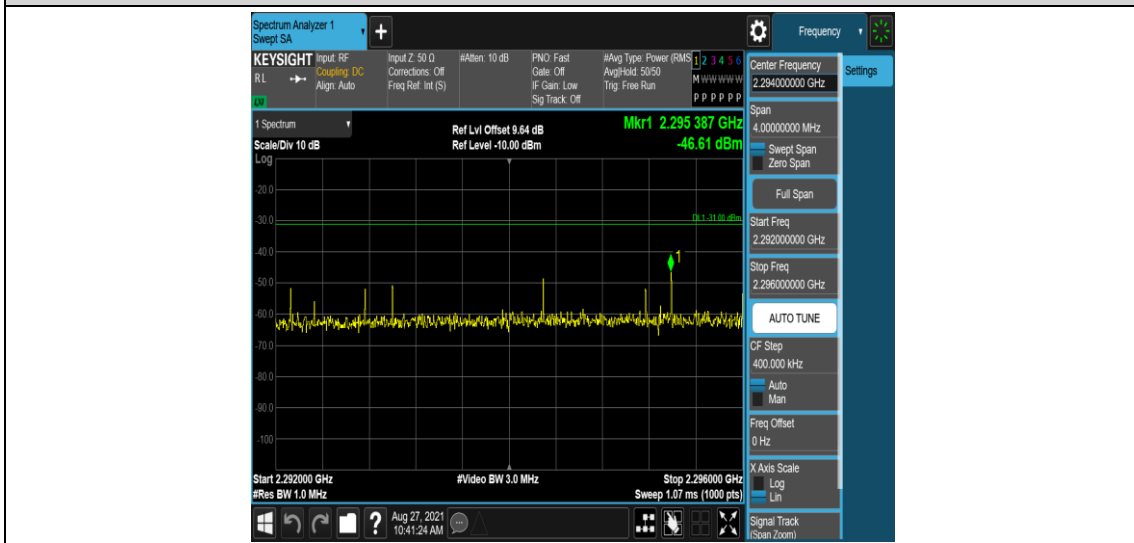 Spectrum Analyzer 1
Swept SA
+
Frequency
KEYSIGHT
RL
Input: RF
Coupling: DC
Align: Auto
Input Z: 50 Ω
Corrections: Off
Freq Ref: Int (S)
#Atten: 10 dB
PNO: Fast
Gate: Off
IF Gain: Low
Sig Track: Off
#Avg Type: Power (RMS
Avg|Hold: 50/50
Trig: Free Run
1 2 3 4 5 6
M W W W W W
P P P P P P
1 Spectrum
Scale/Div 10 dB
Ref Lvl Offset 9.64 dB
Ref Level -10.00 dBm
Mkr1 2.295 387 GHz
-46.61 dBm
Log
-20.0
-30.0
-40.0
-50.0
-60.0
-70.0
-80.0
-90.0
-100
DL1 -31.00 dBm
1
Start 2.292000 GHz
#Res BW 1.0 MHz
#Video BW 3.0 MHz
Stop 2.296000 GHz
Sweep 1.07 ms (1000 pts)
Center Frequency
2.294000000 GHz
Settings
Span
4.00000000 MHz
Swept Span
Zero Span
Full Span
Start Freq
2.292000000 GHz
Stop Freq
2.296000000 GHz
AUTO TUNE
CF Step
400.000 kHz
Auto
Man
Freq Offset
0 Hz
X Axis Scale
Log
Lin
Signal Track
(Span Zoom)
?
Aug 27, 2021
10:41:24 AM